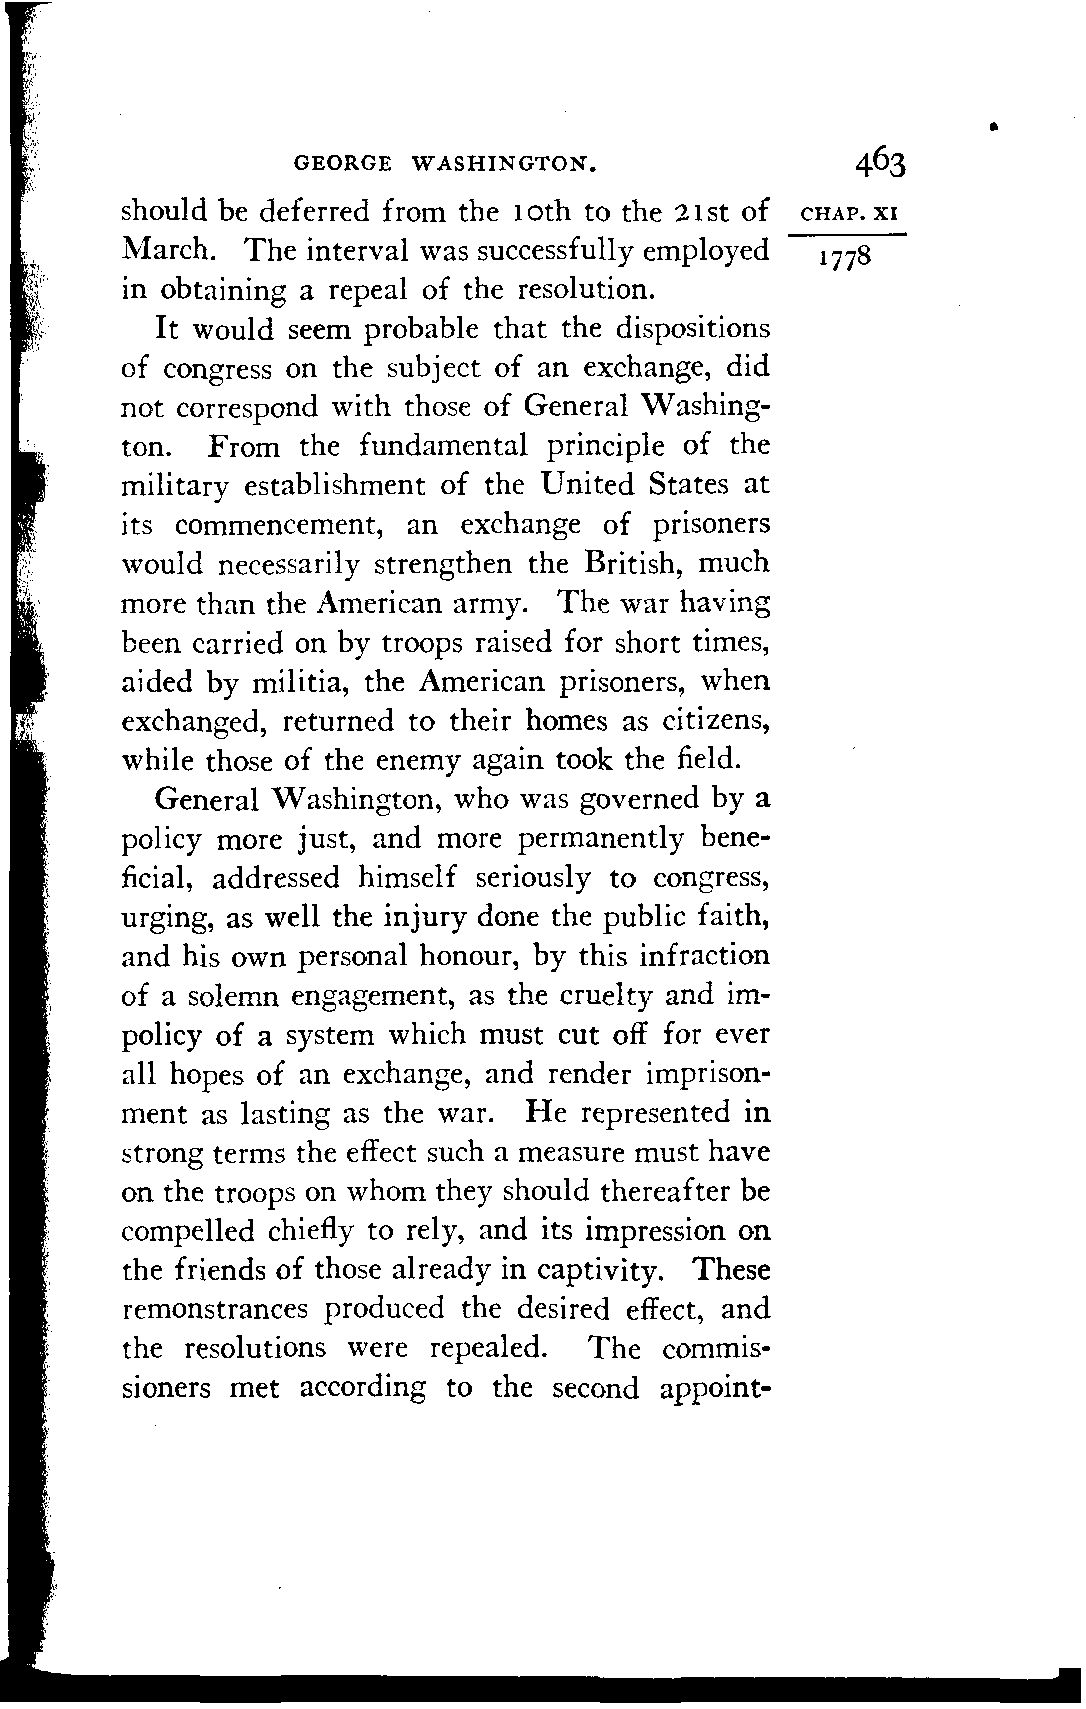 GEORGE WASHINGTON. 463
should be deferred from the 10th to the 21st of
CHAP. XI
March. The interval was successfully employed
1778
in obtaining a repeal of the resolution.
It would seem probable that the dispositions
of congress on the subject of an exchange, did
not correspond with those of General Washing-
ton. From the fundamental principle of the
military establishment of the United States at
its commencement, an exchange of prisoners
would necessarily strengthen the British, much
more than the American army. The war having
been carried on by troops raised for short times,
aided by militia, the American prisoners, when
exchanged, returned to their homes as citizens,
while those of the enemy again took the field.
General Washington, who was governed by a
policy more just, and more permanently bene-
ficial, addressed himself seriously to congress,
urging, as well the injury done the public faith,
and his own personal honour, by this infraction
of a solemn engagement, as the cruelty and im-
policy of a system which must cut off for ever
all hopes of an exchange, and render imprison-
ment as lasting as the war. He represented in
strong terms the effect such a measure must have
on the troops on whom they should thereafter be
compelled chiefly to rely, and its impression on
the friends of those already in captivity. These
remonstrances produced the desired effect, and
the resolutions were repealed. The commis-
sioners met according to the second appoint-